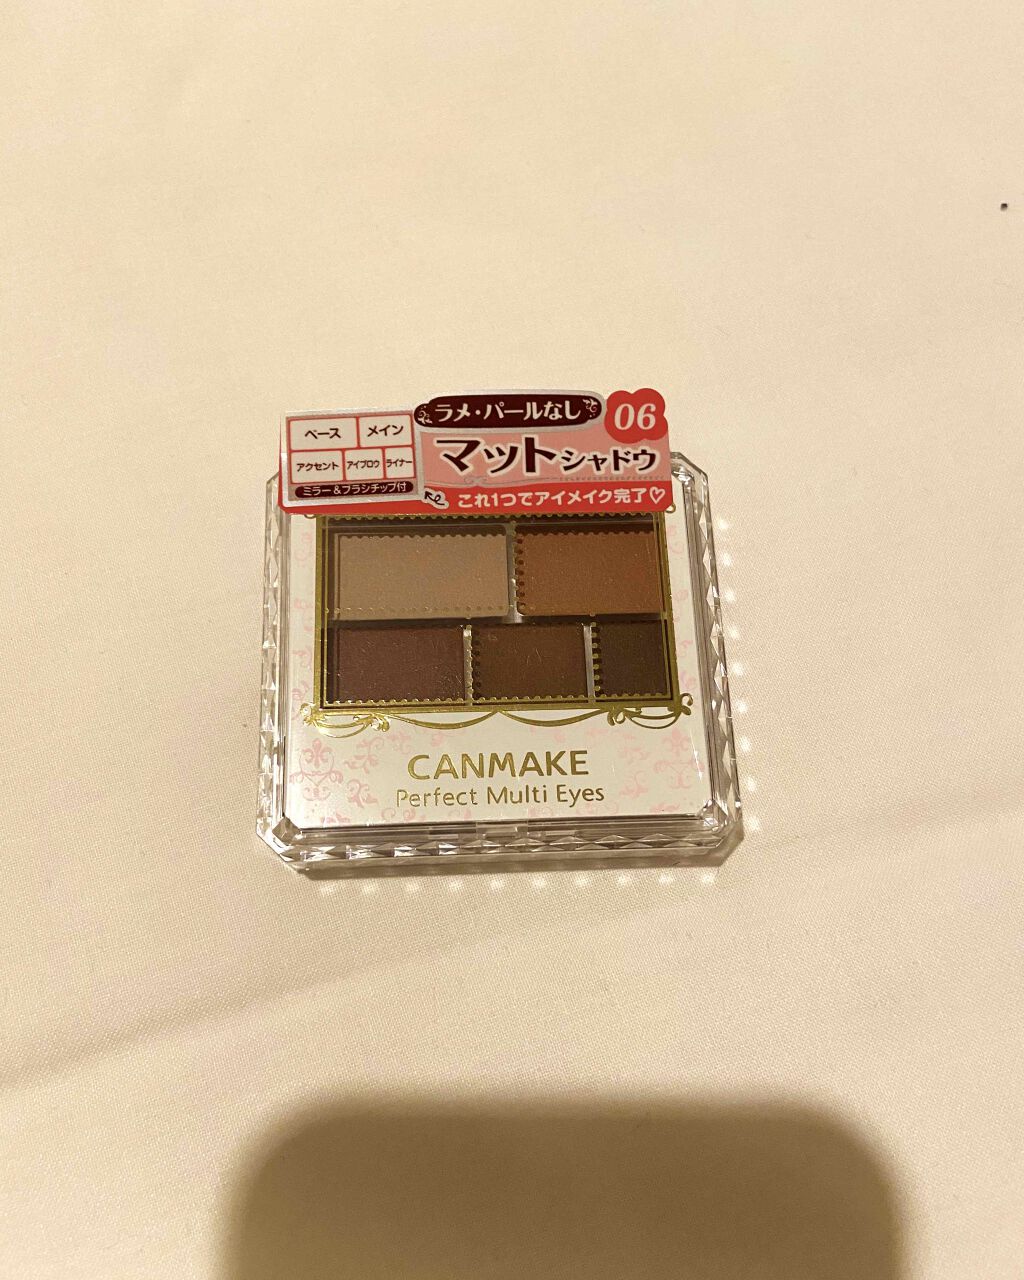 ラメ・パールなし
06
マットシャドウ
これ1つでアイメイク完了♡
ベース
メイン
アクセント
アイブロウ
ライナー
ミラー&ブラシチップ付
CANMAKE
Perfect Multi Eyes